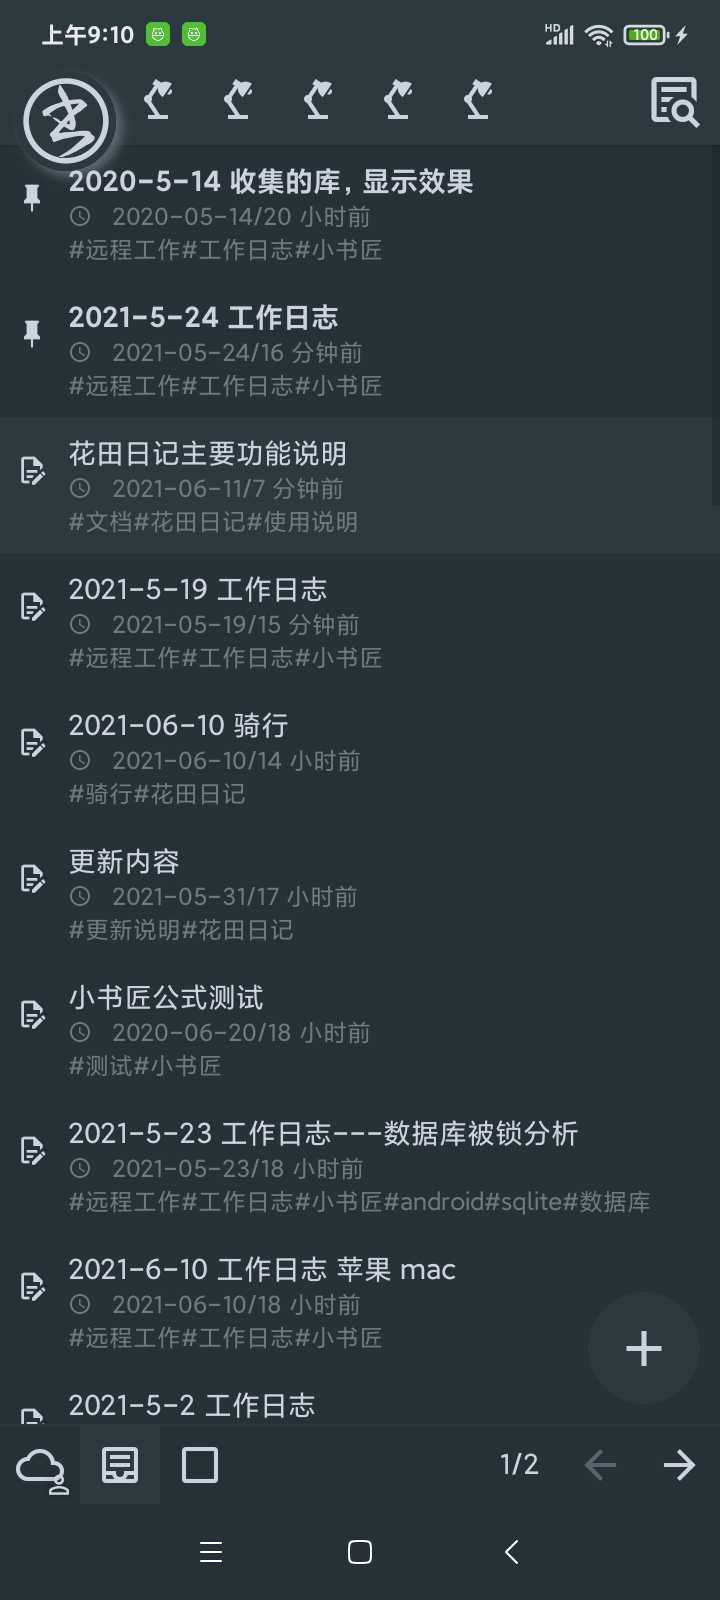 上午9:10
HD
100
2020-5-14 收集的库，显示效果
2020-05-14/20 小时前
#远程工作#工作日志#小书匠
2021-5-24 工作日志
2021-05-24/16 分钟前
#远程工作#工作日志#小书匠
花田日记主要功能说明
2021-06-11/7 分钟前
#文档#花田日记#使用说明
2021-5-19 工作日志
2021-05-19/15 分钟前
#远程工作#工作日志#小书匠
2021-06-10 骑行
2021-06-10/14 小时前
#骑行#花田日记
更新内容
2021-05-31/17 小时前
#更新说明#花田日记
小书匠公式测试
2020-06-20/18 小时前
#测试#小书匠
2021-5-23 工作日志---数据库被锁分析
2021-05-23/18 小时前
#远程工作#工作日志#小书匠#android#sqlite#数据库
2021-6-10 工作日志 苹果 mac
2021-06-10/18 小时前
#远程工作#工作日志#小书匠
2021-5-2 工作日志
1/2